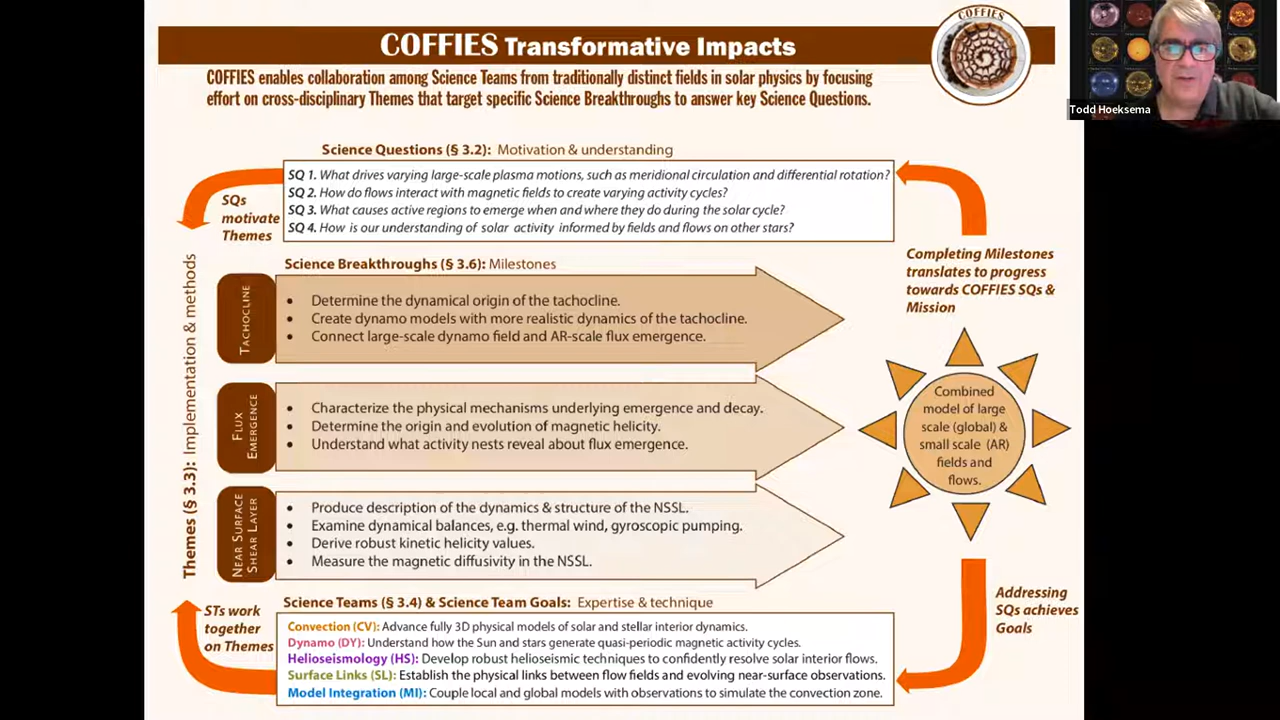 COFFIES Transformative Impacts
COFFIES
Todd Hoeksema
COFFIES enables collaboration among Science Teams from traditionally distinct fields in solar physics by focusing
effort on cross-disciplinary Themes that target specific Science Breakthroughs to answer key Science Questions.
Science Questions (§ 3.2): Motivation & understanding
SQ 1. What drives varying large-scale plasma motions, such as meridional circulation and differential rotation?
SQ 2. How do flows interact with magnetic fields to create varying activity cycles?
SQ 3. What causes active regions to emerge when and where they do during the solar cycle?
SQ 4. How is our understanding of solar activity informed by fields and flows on other stars?
SQs
motivate
Themes
Completing Milestones
translates to progress
towards COFFIES SQs &
Mission
Themes (§ 3.3): Implementation & methods
Science Breakthroughs (§ 3.6): Milestones
TACHOCLINE
• Determine the dynamical origin of the tachocline.
• Create dynamo models with more realistic dynamics of the tachocline.
• Connect large-scale dynamo field and AR-scale flux emergence.
FLUX
EMERGENCE
• Characterize the physical mechanisms underlying emergence and decay.
• Determine the origin and evolution of magnetic helicity.
• Understand what activity nests reveal about flux emergence.
NEAR SURFACE
SHEAR LAYER
• Produce description of the dynamics & structure of the NSSL.
• Examine dynamical balances, e.g. thermal wind, gyroscopic pumping.
• Derive robust kinetic helicity values.
• Measure the magnetic diffusivity in the NSSL.
Combined
model of large
scale (global) &
small scale (AR)
fields and
flows.
Addressing
SQs achieves
Goals
STs work
together
on Themes
Science Teams (§ 3.4) & Science Team Goals: Expertise & technique
Convection (CV): Advance fully 3D physical models of solar and stellar interior dynamics.
Dynamo (DY): Understand how the Sun and stars generate quasi-periodic magnetic activity cycles.
Helioseismology (HS): Develop robust helioseismic techniques to confidently resolve solar interior flows.
Surface Links (SL): Establish the physical links between flow fields and evolving near-surface observations.
Model Integration (MI): Couple local and global models with observations to simulate the convection zone.